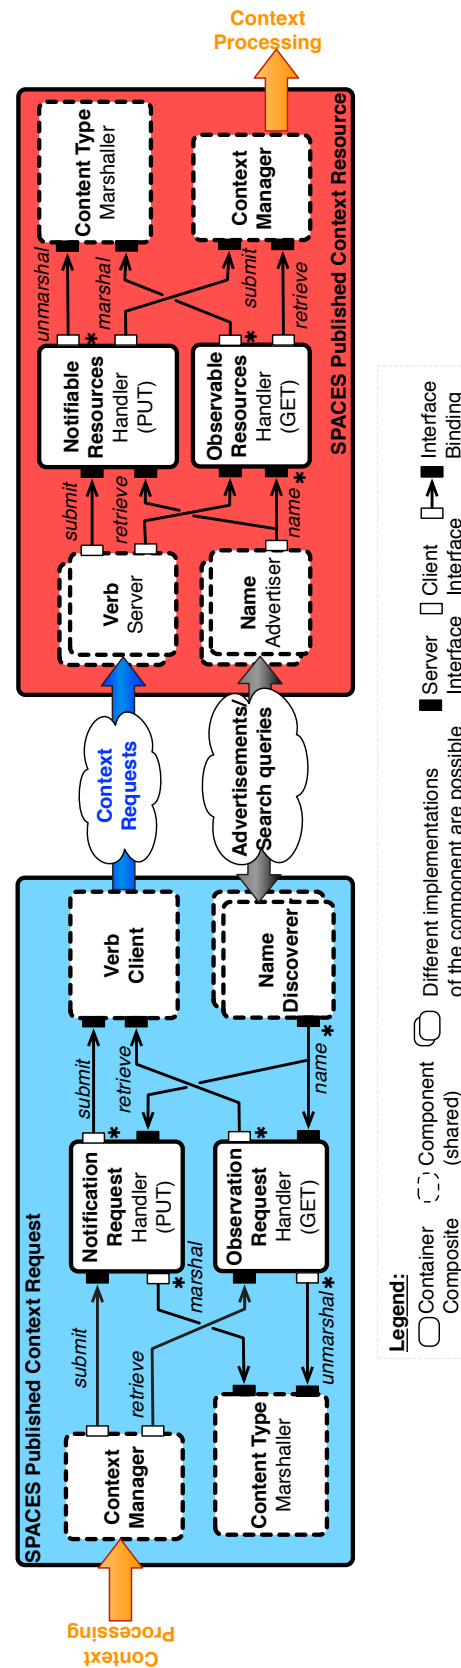 Context
Processing
SPACES Published Context Request
Context
Manager
submit
retrieve
Content Type
Marshaller
Notification
Request
Handler
(PUT)
*
marshal
Observation
Request
Handler
(GET)
unmarshal*
submit
*
retrieve
*
name *
Verb
Client
Name
Discoverer
Context
Requests
Advertisements/
Search queries
SPACES Published Context Resource
Verb
Server
Name
Advertiser
submit
retrieve
name *
Notifiable
Resources
Handler
(PUT)
Observable
Resources
Handler
(GET)
unmarshal
*
marshal
submit
*
retrieve
Content Type
Marshaller
Context
Manager
Context
Processing
Legend:
Container
Composite
Component
(shared)
Different implementations
of the component are possible
Server
Interface
Client
Interface
Interface
Binding